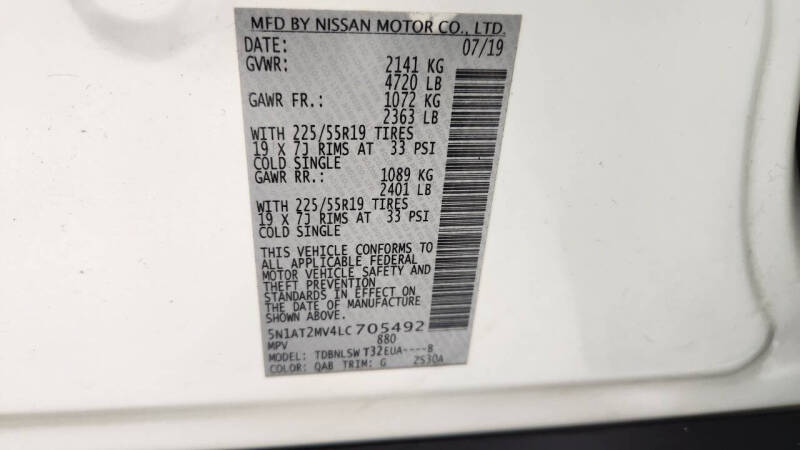 MFD BY NISSAN MOTOR CO., LTD.
DATE: 07/19
GVWR: 2141 KG
4720 LB
GAWR FR.: 1072 KG
2363 LB
WITH 225/55R19 TIRES
19 X 7J RIMS AT 33 PSI
COLD SINGLE
GAWR RR.: 1089 KG
2401 LB
WITH 225/55R19 TIRES
19 X 7J RIMS AT 33 PSI
COLD SINGLE
THIS VEHICLE CONFORMS TO
ALL APPLICABLE FEDERAL
MOTOR VEHICLE SAFETY AND
THEFT PREVENTION
STANDARDS IN EFFECT ON
THE DATE OF MANUFACTURE
SHOWN ABOVE.
5N1AT2MV4LC705492
MPV 880
MODEL: TDBNLSW T32EUA----8
COLOR: QAB TRIM: G 2S30A